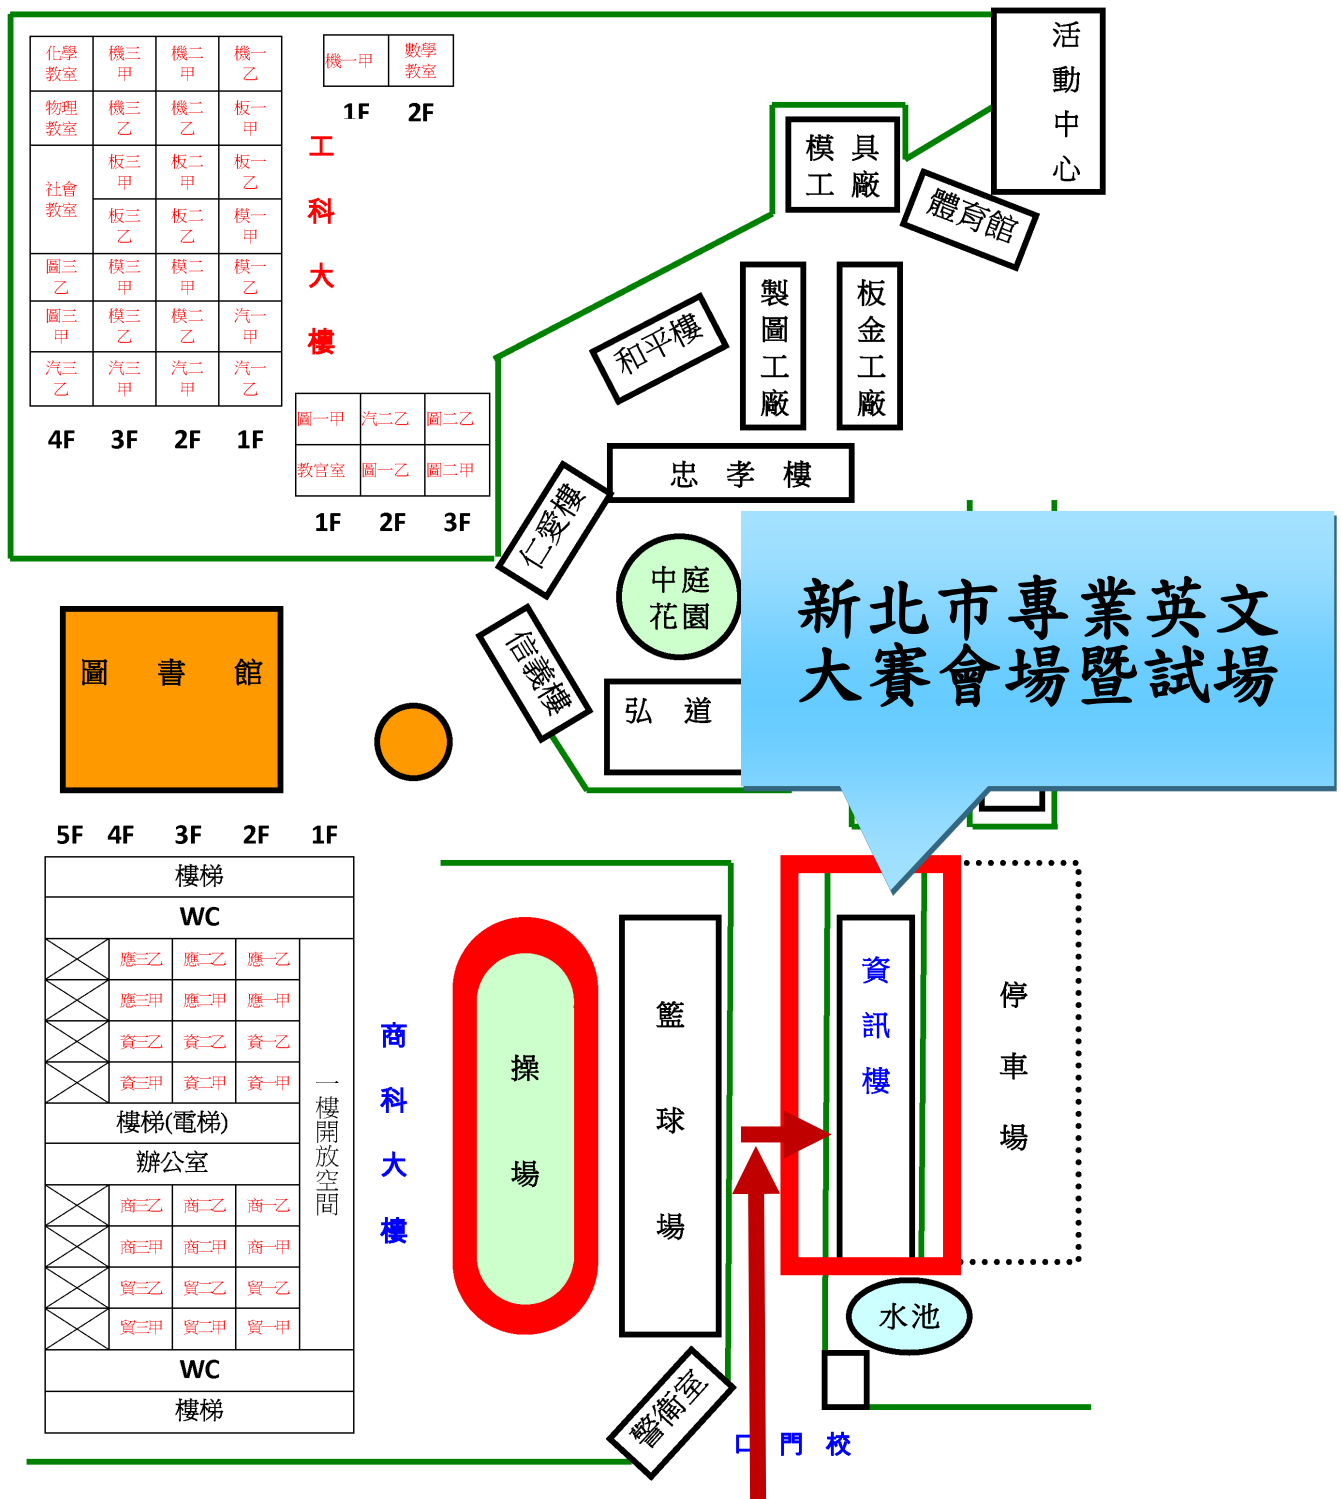 化學教室 機三甲 機二甲 機一乙
物理教室 機三乙 機二乙 板一甲
社會教室 板三甲 板二甲 板一乙
板三乙 板二乙 模一甲
圖三乙 模三甲 模二甲 模一乙
圖三甲 模三乙 模二乙 汽一甲
汽三乙 汽三甲 汽二甲 汽一乙
4F 3F 2F 1F
機一甲 數學教室
1F 2F
工科大樓
圖一甲 汽二乙 圖二乙
教官室 圖一乙 圖二甲
1F 2F 3F
活動中心
模具
工廠
體育館
製圖工廠
板金工廠
和平樓
忠孝樓
仁愛樓
中庭
花園
信義樓
弘道
新北市專業英文
大賽會場暨試場
圖書館
5F 4F 3F 2F 1F
樓梯
WC
應三乙 應二乙 應一乙
應三甲 應二甲 應一甲
資三乙 資二乙 資一乙
資三甲 資二甲 資一甲
樓梯(電梯)
辦公室
商三乙 商二乙 商一乙
商三甲 商二甲 商一甲
貿三乙 貿二乙 貿一乙
貿三甲 貿二甲 貿一甲
WC
樓梯
一樓開放空間
商科大樓
操場
籃球場
資訊樓
停車場
水池
警衛室
口門校